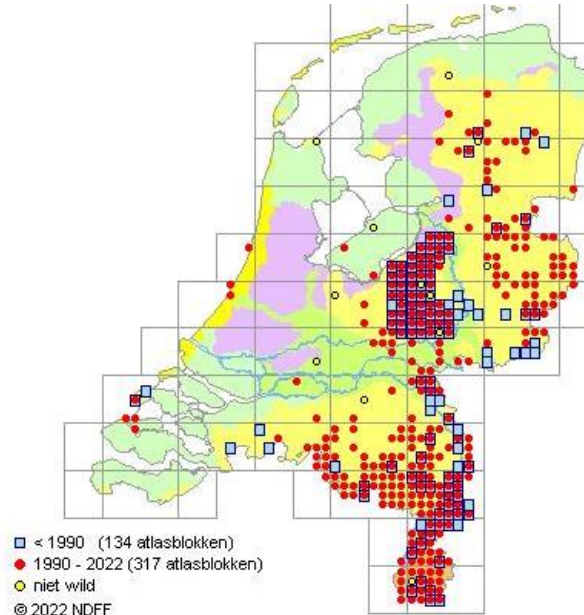 < 1990 (134 atlasblokken)
1990 - 2022 (317 atlasblokken)
niet wild
© 2022 NDFF